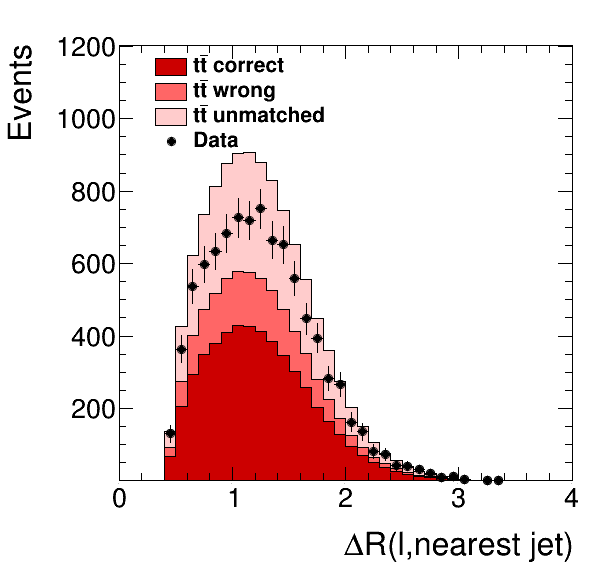 Events
1200
1000
800
600
400
200
tt̄ correct
tt̄ wrong
tt̄ unmatched
Data
0 1 2 3 4
ΔR(l,nearest jet)